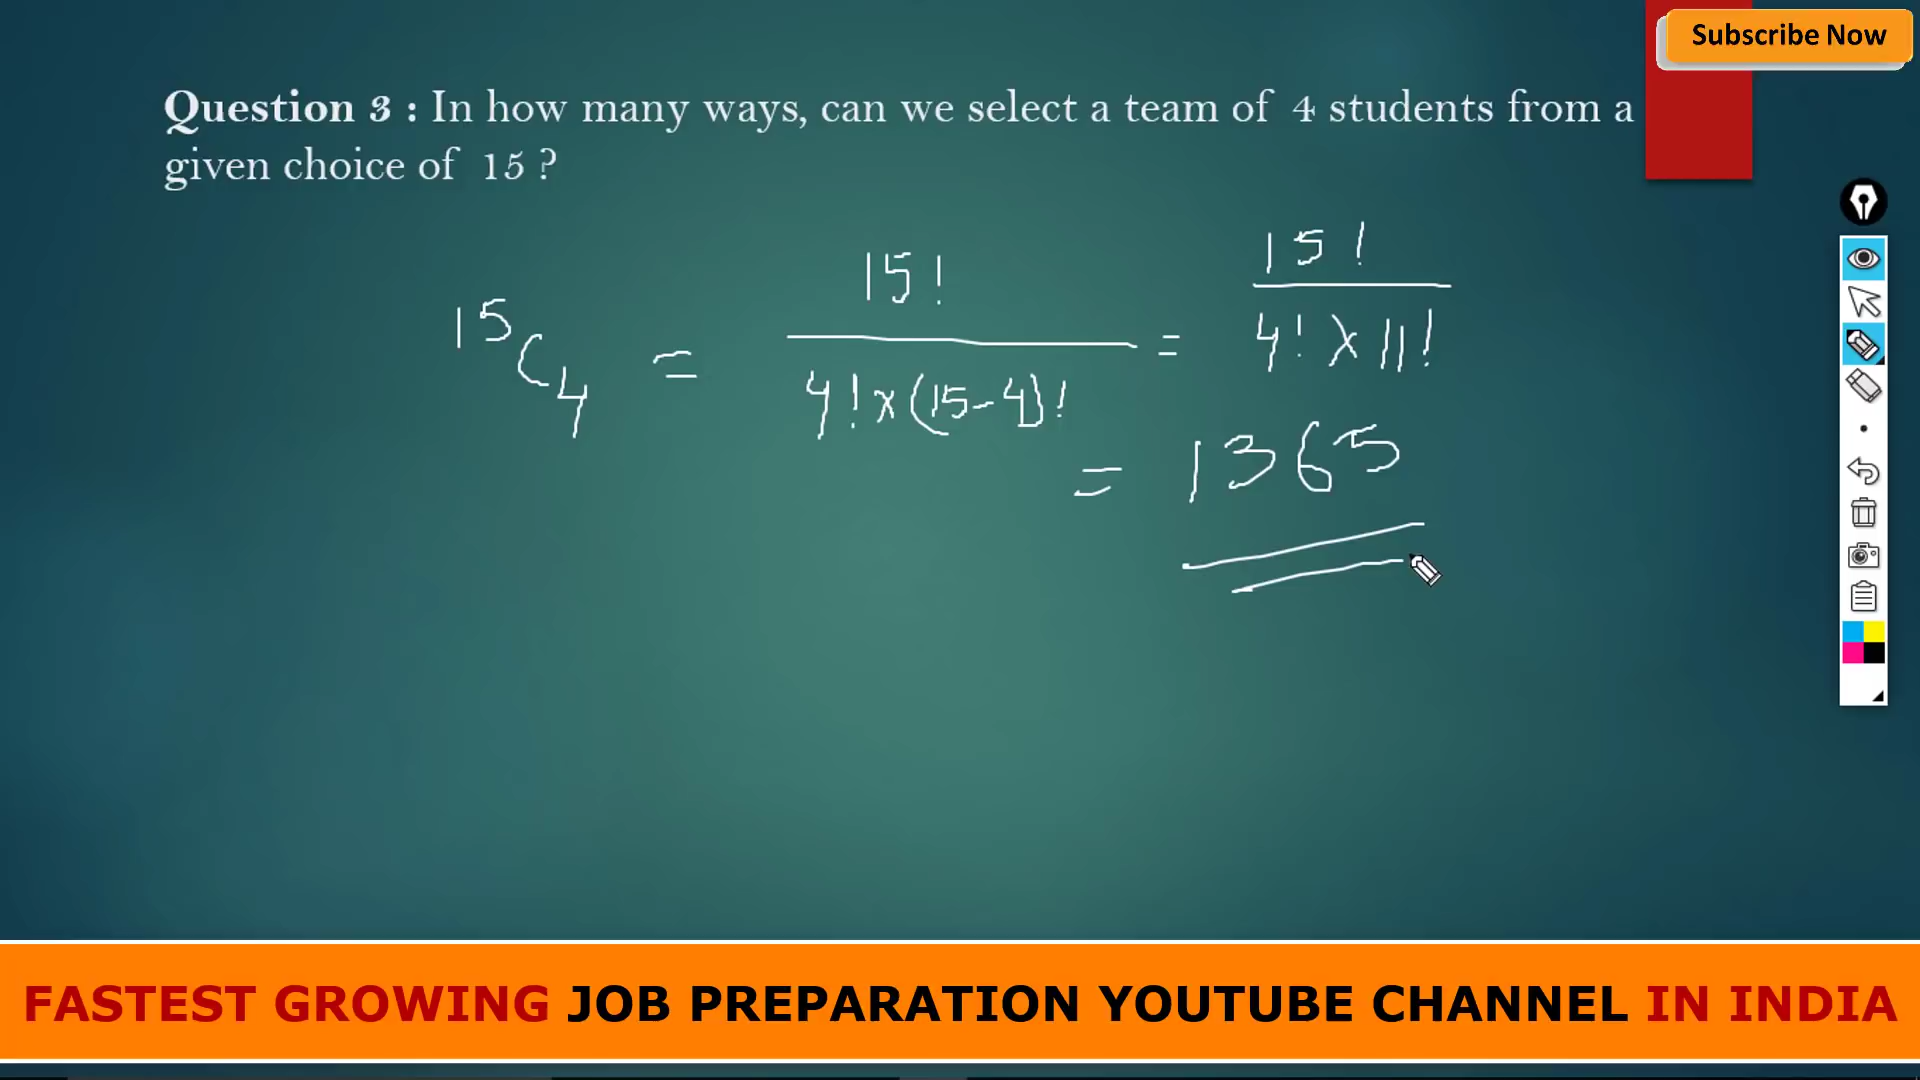 Subscribe Now
Question 3 : In how many ways, can we select a team of 4 students from a
given choice of 15 ?
15C4 = 15! / 4! x (15-4)! = 15! / 4! x 11!
= 1365
FASTEST GROWING JOB PREPARATION YOUTUBE CHANNEL IN INDIA